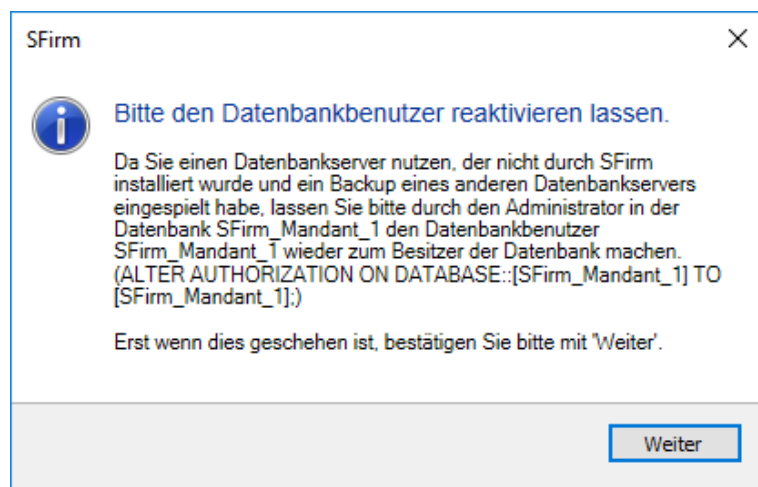 SFirm
Bitte den Datenbankbenutzer reaktivieren lassen.
Da Sie einen Datenbankserver nutzen, der nicht durch SFirm
installiert wurde und ein Backup eines anderen Datenbankservers
eingespielt habe, lassen Sie bitte durch den Administrator in der
Datenbank SFirm_Mandant_1 den Datenbankbenutzer
SFirm_Mandant_1 wieder zum Besitzer der Datenbank machen.
(ALTER AUTHORIZATION ON DATABASE::[SFirm_Mandant_1] TO
[SFirm_Mandant_1];)
Erst wenn dies geschehen ist, bestätigen Sie bitte mit 'Weiter'.
Weiter